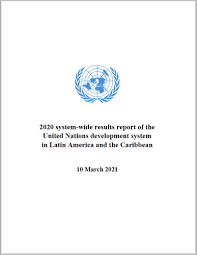 2020 system-wide results report of the
United Nations development system
in Latin America and the Caribbean
10 March 2021